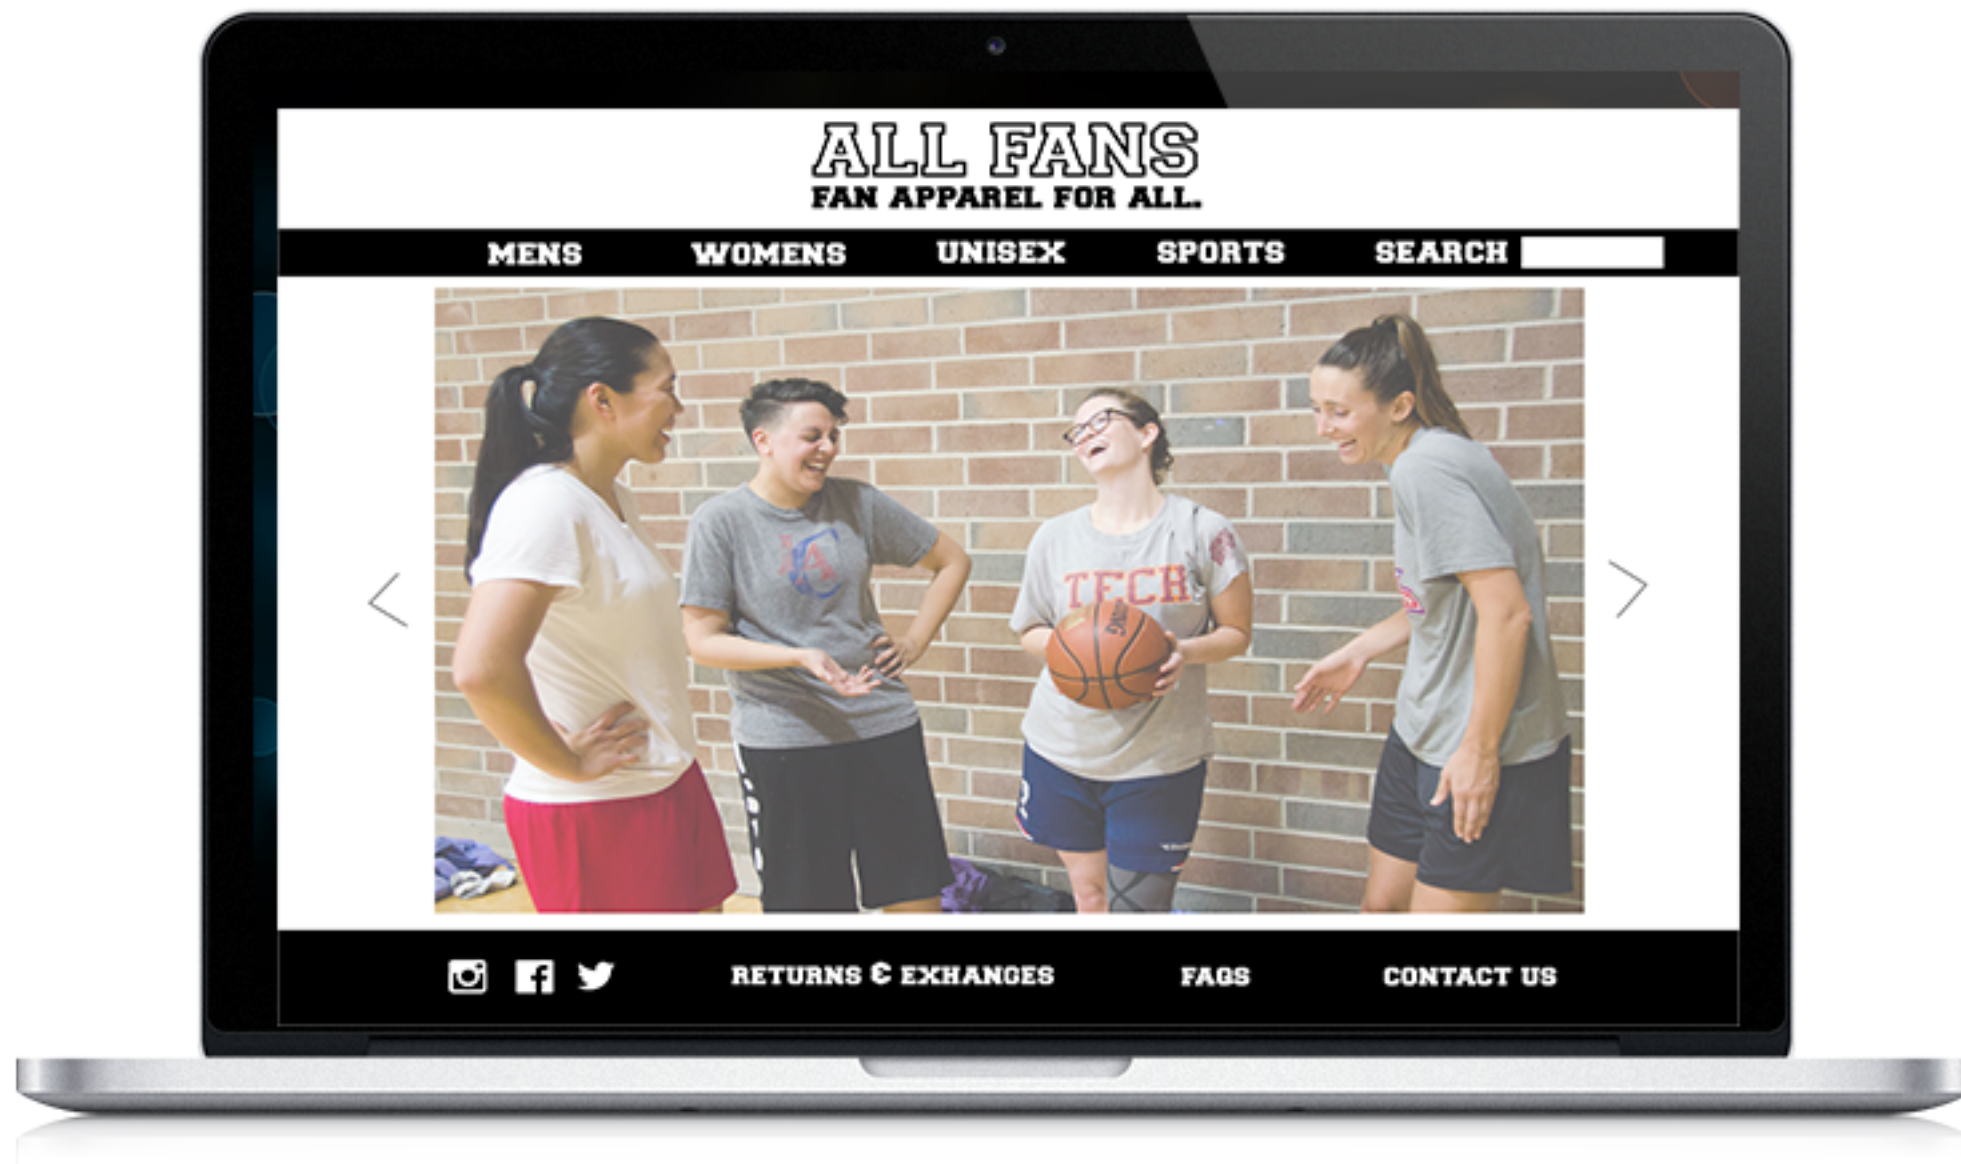 ALL FANS
FAN APPAREL FOR ALL.
MENS WOMENS UNISEX SPORTS SEARCH
TECH
RETURNS & EXHANGES FAQS CONTACT US